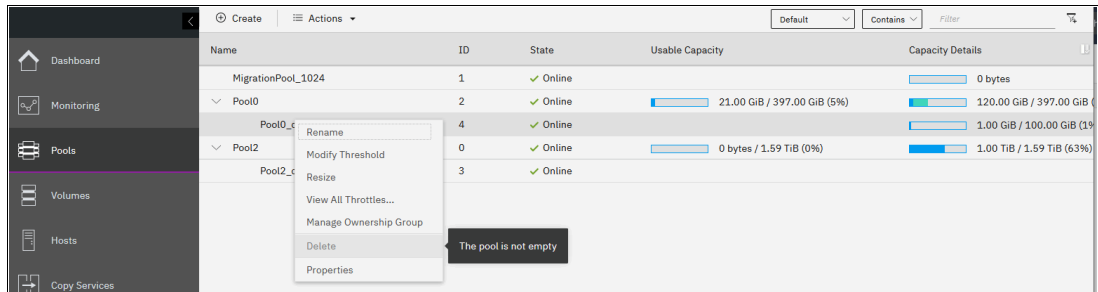 Create Actions Default Contains Filter
Name ID State Usable Capacity Capacity Details
Dashboard
MigrationPool_1024 1 Online 0 bytes
Monitoring
Pool0 2 Online 21.00 GiB / 397.00 GiB (5%) 120.00 GiB / 397.00 GiB (
Pool0_c 4 Online 1.00 GiB / 100.00 GiB (1%
Rename
Pools
Pool2 0 Online 0 bytes / 1.59 TiB (0%) 1.00 TiB / 1.59 TiB (63%)
Modify Threshold
Pool2_c 3 Online
Resize
Volumes
View All Throttles...
Manage Ownership Group
Hosts
Delete The pool is not empty
Properties
Copy Services